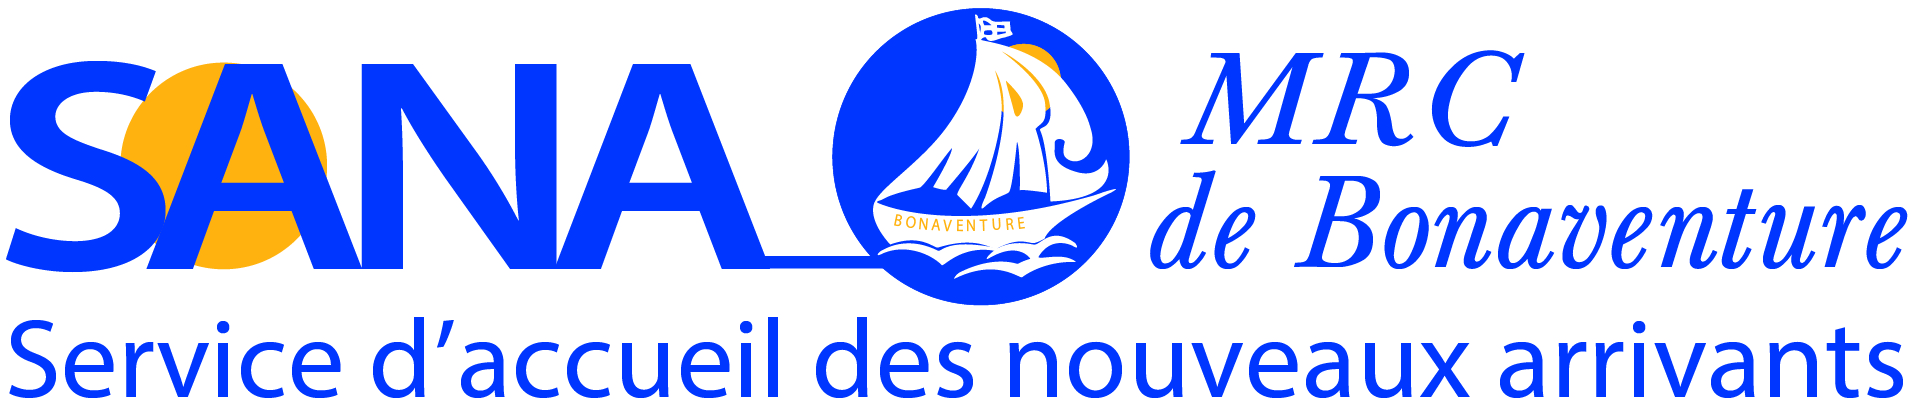 SANA
BONAVENTURE
MRC
de Bonaventure
Service d’accueil des nouveaux arrivants